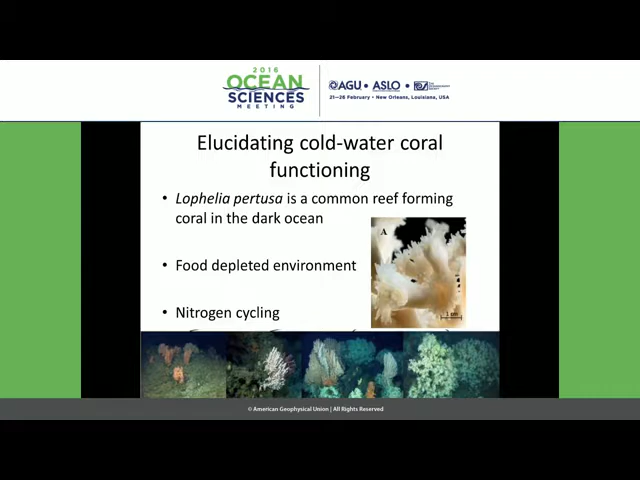 2016
OCEAN
SCIENCES
MEETING
AGU • ASLO •
21–26 February • New Orleans, Louisiana, USA
Elucidating cold-water coral
functioning
• Lophelia pertusa is a common reef forming
coral in the dark ocean
A
• Food depleted environment
1 cm
• Nitrogen cycling
© American Geophysical Union | All Rights Reserved